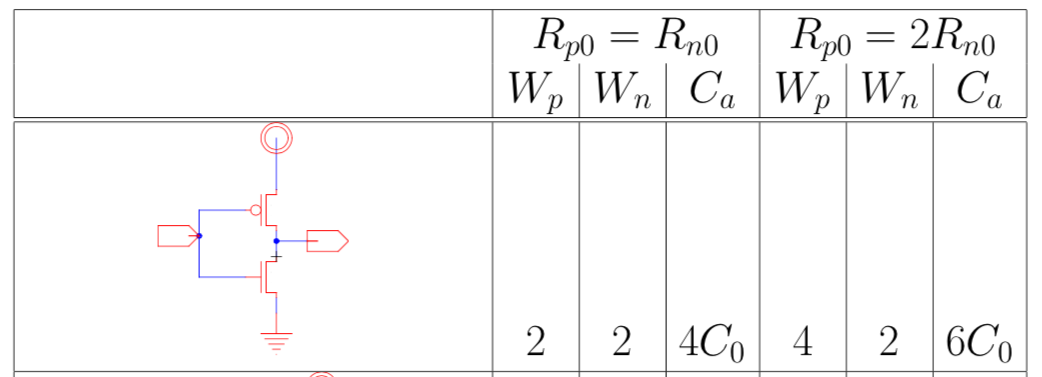 R_{p0} = R_{n0} R_{p0} = 2R_{n0}
W_p W_n C_a W_p W_n C_a
2 2 4C_0 4 2 6C_0